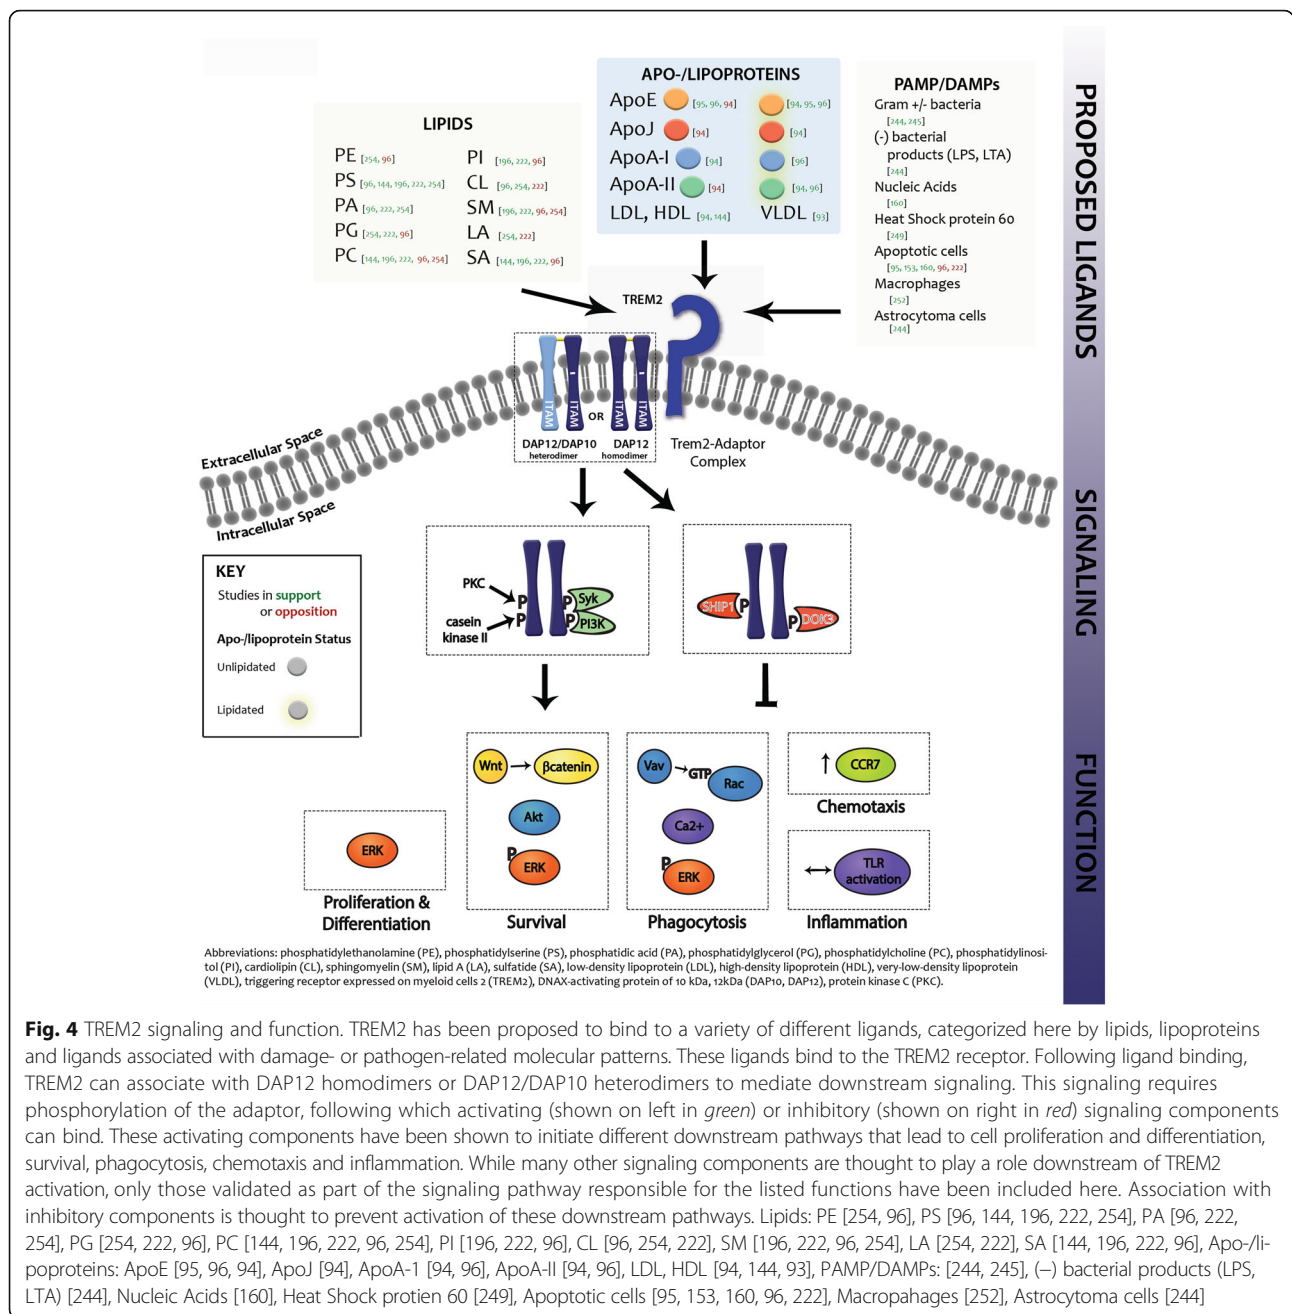 PROPOSED LIGANDS
SIGNALING
FUNCTION
LIPIDS
PE [254, 96]
PS [96, 144, 196, 222, 254]
PA [96, 222, 254]
PG [254, 222, 96]
PC [144, 196, 222, 96, 254]
PI [196, 222, 96]
CL [96, 254, 222]
SM [196, 222, 96, 254]
LA [254, 222]
SA [144, 196, 222, 96]
APO-/LIPOPROTEINS
ApoE [95, 96, 94] [94, 95, 96]
ApoJ [94] [94]
ApoA-I [94] [96]
ApoA-II [94] [94, 96]
LDL, HDL [94, 144] VLDL [93]
PAMP/DAMPs
Gram +/- bacteria
[244, 245]
(-) bacterial
products (LPS, LTA)
[244]
Nucleic Acids
[160]
Heat Shock protein 60
[249]
Apoptotic cells
[95, 153, 160, 96, 222]
Macrophages
[252]
Astrocytoma cells
[244]
TREM2
I
I
ITAM
ITAM
OR
ITAM
ITAM
DAP12/DAP10
heterodimer
DAP12
homodimer
Trem2-Adaptor
Complex
Extracellular Space
Intracellular Space
KEY
Studies in support
or opposition
Apo-/lipoprotein Status
Unlipidated
Lipidated
PKC
casein
kinase II
P
P
P
P
Syk
PI3K
SHIP1
P
P
DOK3
Wnt
βcatenin
Akt
P
ERK
Survival
Vav
GTP
Rac
Ca2+
P
ERK
Phagocytosis
CCR7
Chemotaxis
TLR
activation
Inflammation
ERK
Proliferation &
Differentiation
Abbreviations: phosphatidylethanolamine (PE), phosphatidylserine (PS), phosphatidic acid (PA), phosphatidylglycerol (PG), phosphatidylcholine (PC), phosphatidylinosi-
tol (PI), cardiolipin (CL), sphingomyelin (SM), lipid A (LA), sulfatide (SA), low-density lipoprotein (LDL), high-density lipoprotein (HDL), very-low-density lipoprotein
(VLDL), triggering receptor expressed on myeloid cells 2 (TREM2), DNAX-activating protein of 10 kDa, 12kDa (DAP10, DAP12), protein kinase C (PKC).
Fig. 4 TREM2 signaling and function. TREM2 has been proposed to bind to a variety of different ligands, categorized here by lipids, lipoproteins
and ligands associated with damage- or pathogen-related molecular patterns. These ligands bind to the TREM2 receptor. Following ligand binding,
TREM2 can associate with DAP12 homodimers or DAP12/DAP10 heterodimers to mediate downstream signaling. This signaling requires
phosphorylation of the adaptor, following which activating (shown on left in green) or inhibitory (shown on right in red) signaling components
can bind. These activating components have been shown to initiate different downstream pathways that lead to cell proliferation and differentiation,
survival, phagocytosis, chemotaxis and inflammation. While many other signaling components are thought to play a role downstream of TREM2
activation, only those validated as part of the signaling pathway responsible for the listed functions have been included here. Association with
inhibitory components is thought to prevent activation of these downstream pathways. Lipids: PE [254, 96], PS [96, 144, 196, 222, 254], PA [96, 222,
254], PG [254, 222, 96], PC [144, 196, 222, 96, 254], PI [196, 222, 96], CL [96, 254, 222], SM [196, 222, 96, 254], LA [254, 222], SA [144, 196, 222, 96], Apo-/li-
poproteins: ApoE [95, 96, 94], ApoJ [94], ApoA-1 [94, 96], ApoA-II [94, 96], LDL, HDL [94, 144, 93], PAMP/DAMPs: [244, 245], (−) bacterial products (LPS,
LTA) [244], Nucleic Acids [160], Heat Shock protien 60 [249], Apoptotic cells [95, 153, 160, 96, 222], Macropahages [252], Astrocytoma cells [244]